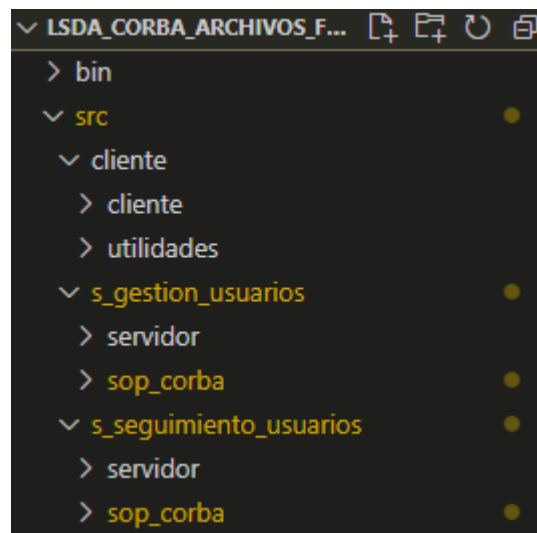 LSDA_CORBA_ARCHIVOS_F...
bin
src
cliente
cliente
utilidades
s_gestion_usuarios
servidor
sop_corba
s_seguimiento_usuarios
servidor
sop_corba